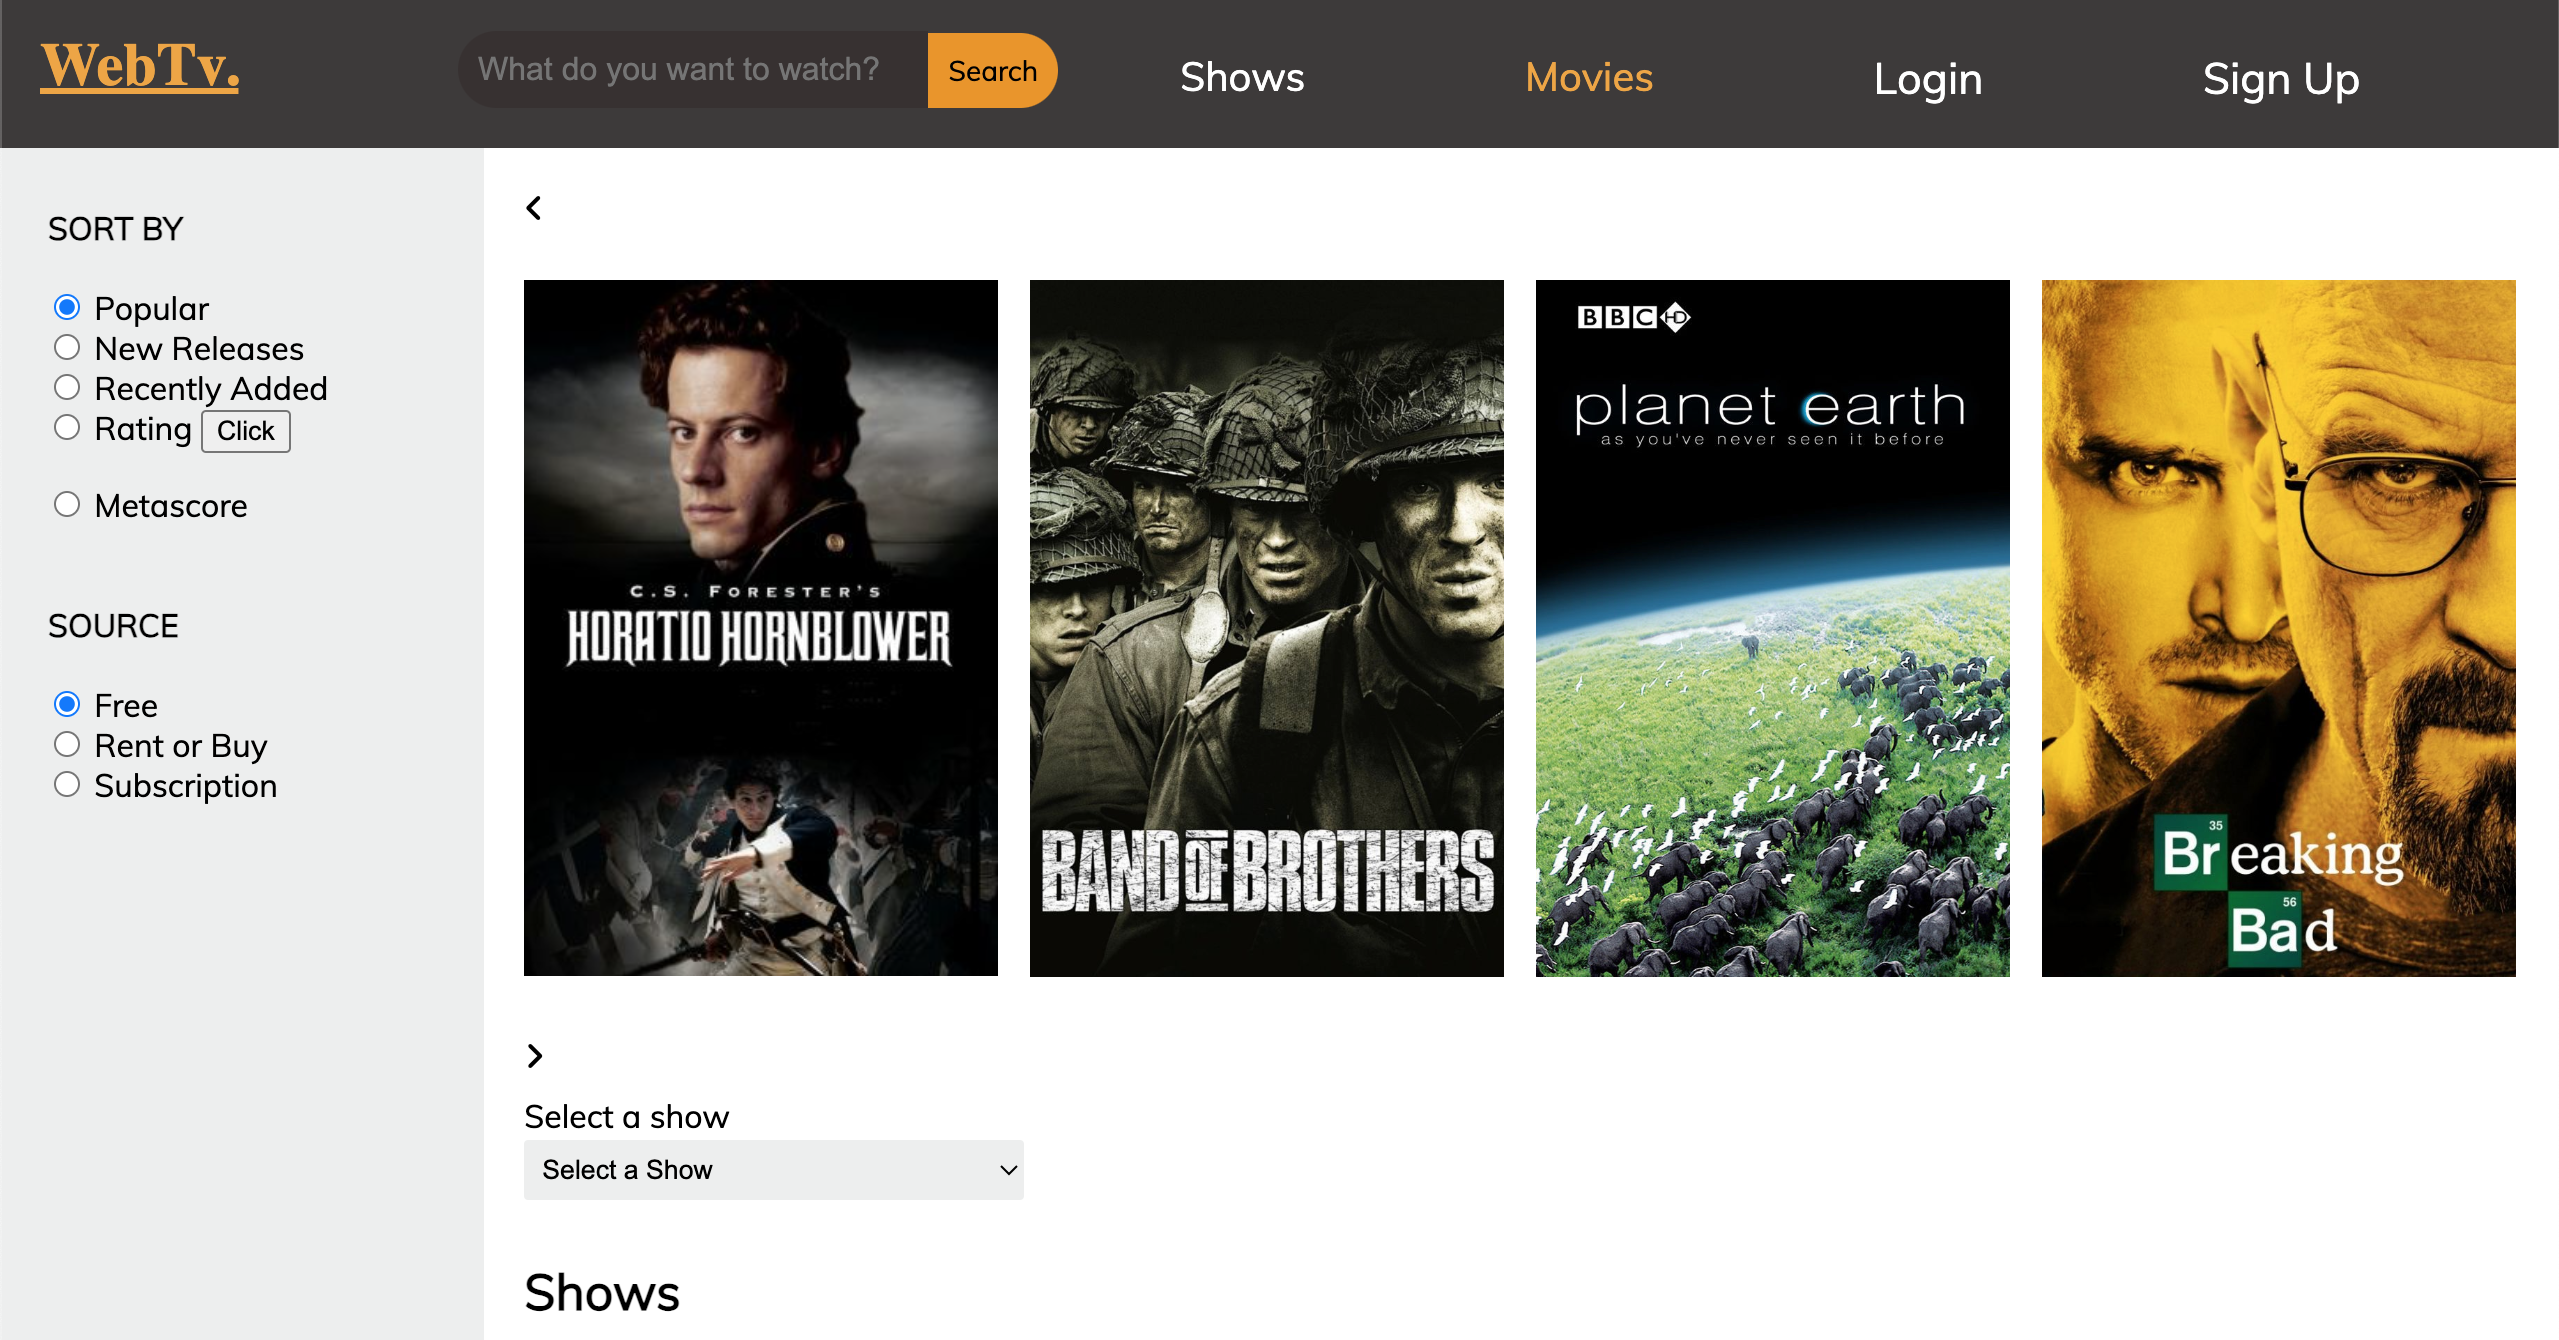 WebTv.
What do you want to watch?
Search
Shows
Movies
Login
Sign Up
SORT BY
Popular
New Releases
Recently Added
Rating Click
Metascore
SOURCE
Free
Rent or Buy
Subscription
C.S. FORESTER'S
HORATIO HORNBLOWER
BAND OF BROTHERS
BBC HD
planet earth
as you've never seen it before
35
Breaking
56
Bad
Select a show
Select a Show
Shows